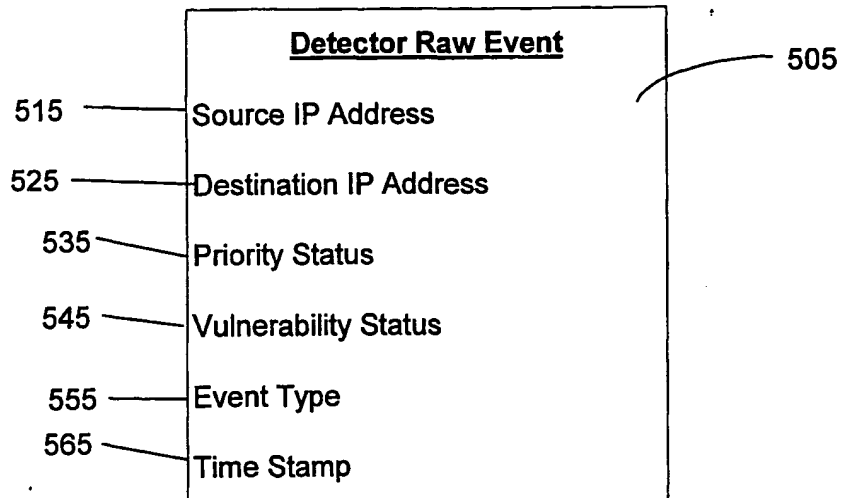 Detector Raw Event
505
515 Source IP Address
525 Destination IP Address
535 Priority Status
545 Vulnerability Status
555 Event Type
565 Time Stamp